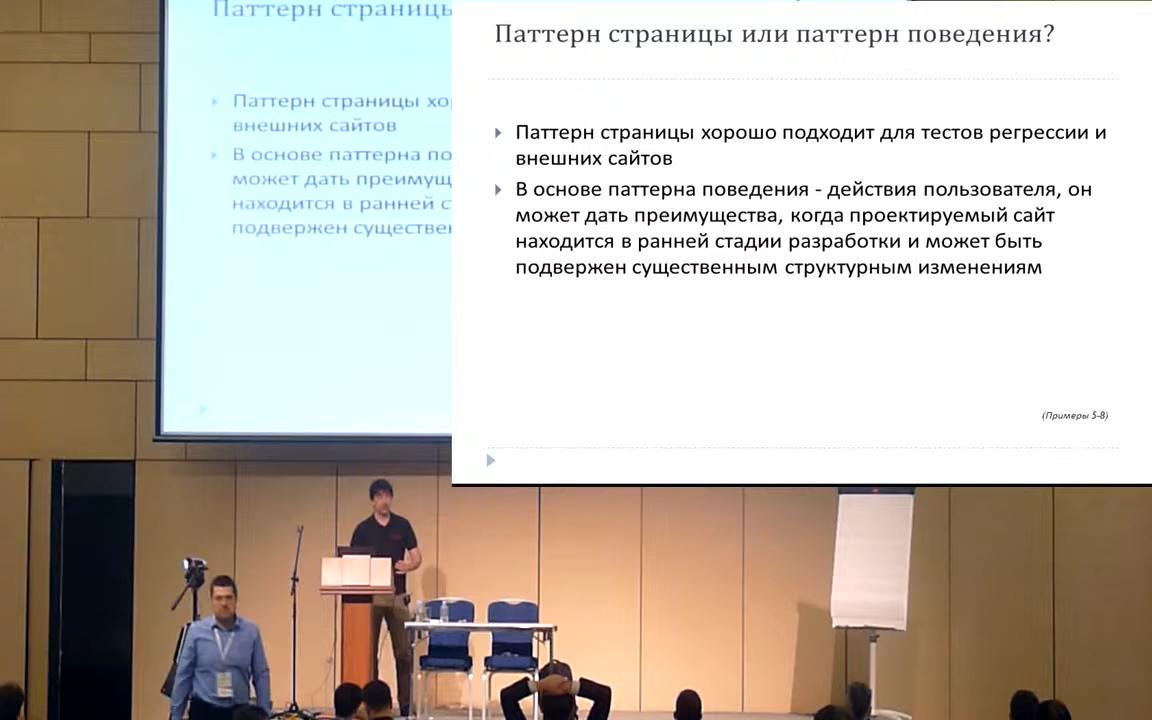 Паттерн страницы
Паттерн страницы хо
внешних сайтов
В основе паттерна по
может дать преимущ
находится в ранней с
подвержен существен
Паттерн страницы или паттерн поведения?
Паттерн страницы хорошо подходит для тестов регрессии и
внешних сайтов
В основе паттерна поведения - действия пользователя, он
может дать преимущества, когда проектируемый сайт
находится в ранней стадии разработки и может быть
подвержен существенным структурным изменениям
(Примеры 5-8)